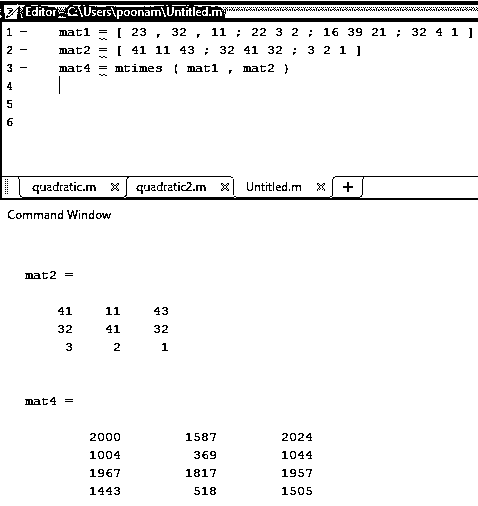 Editor - C:\Users\poonam\Untitled.m
1 - mat1 = [ 23 , 32 , 11 ; 22 3 2 ; 16 39 21 ; 32 4 1 ]
2 - mat2 = [ 41 11 43 ; 32 41 32 ; 3 2 1 ]
3 - mat4 = mtimes ( mat1 , mat2 )
4
5
6
quadratic.m × quadratic2.m × Untitled.m × +
Command Window
mat2 =
41 11 43
32 41 32
3 2 1
mat4 =
2000 1587 2024
1004 369 1044
1967 1817 1957
1443 518 1505